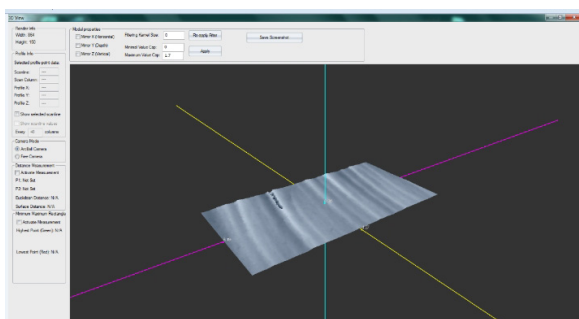 3D View
Render Info
Width: 984
Height: 100
Profile Info
Selected profile point data:
Scanline:
Scan Column:
Profile X:
Profile Y:
Profile Z:
Show selected scanline
Show scanline values
Every columns
Camera Mode
ArcBall Camera
Free Camera
Distance Measurement
Activate Measurement
P1: Not Set
P2: Not Set
Euclidean Distance: N/A
Surface Distance: N/A
Minimum Maximum Rectangle
Activate Measurement
Highest Point (Green): N/A
Lowest Point (Red): N/A
Model properties
Mirror X (Horizontal)
Mirror Y (Depth)
Mirror Z (Vertical)
Filtering Kernel Size:
Re-apply Filter
Minimal Value Cap:
Maximum Value Cap:
Apply
Save Screenshot